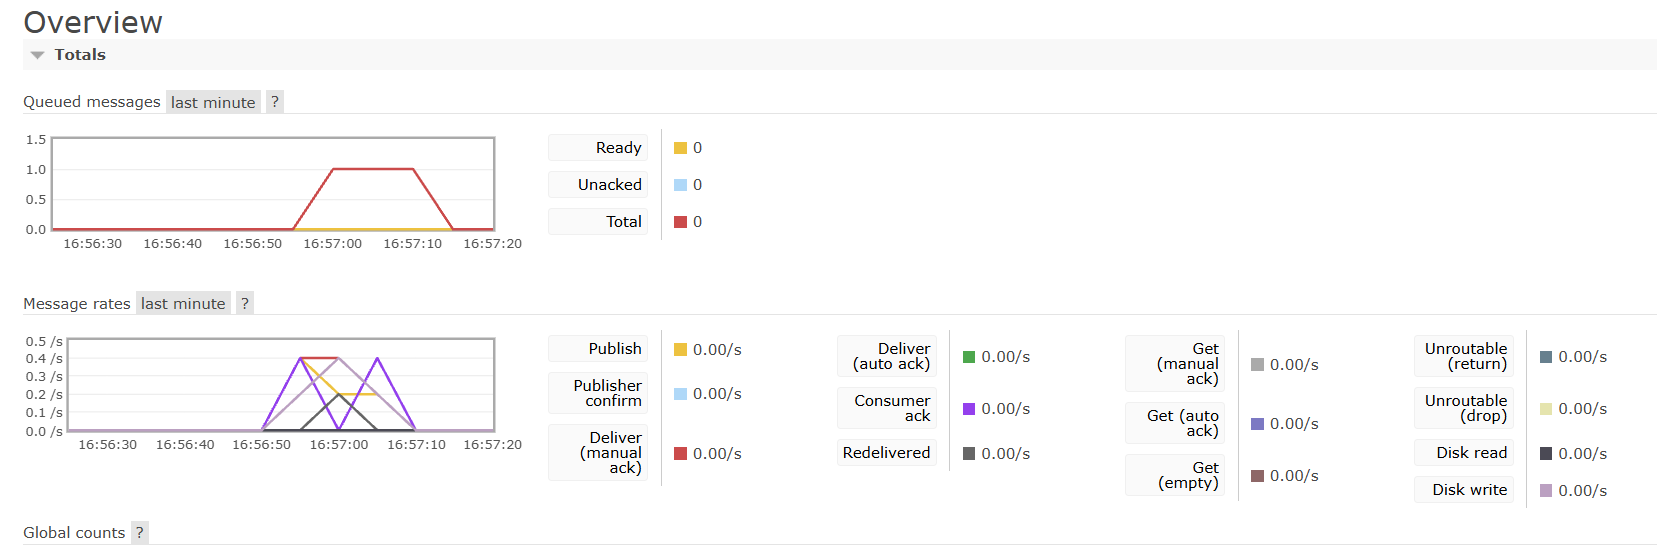 Overview
Totals
Queued messages last minute ?
1.5
1.0
0.5
0.0
16:56:30 16:56:40 16:56:50 16:57:00 16:57:10 16:57:20
Ready 0
Unacked 0
Total 0
Message rates last minute ?
0.5 /s
0.4 /s
0.3 /s
0.2 /s
0.1 /s
0.0 /s
16:56:30 16:56:40 16:56:50 16:57:00 16:57:10 16:57:20
Publish 0.00/s
Publisher
confirm 0.00/s
Deliver
(manual 0.00/s
ack)
Deliver
(auto ack) 0.00/s
Consumer
ack 0.00/s
Redelivered 0.00/s
Get
(manual 0.00/s
ack)
Get (auto
ack) 0.00/s
Get
(empty) 0.00/s
Unroutable
(return) 0.00/s
Unroutable
(drop) 0.00/s
Disk read 0.00/s
Disk write 0.00/s
Global counts ?